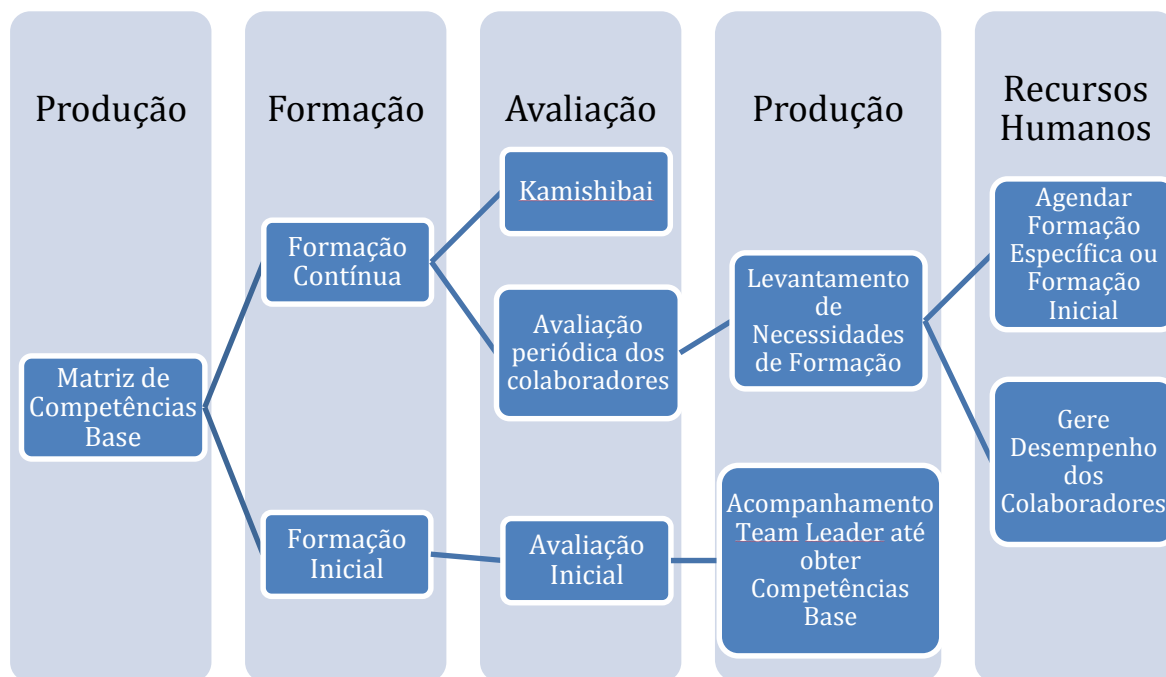 Produção
Formação
Avaliação
Produção
Recursos
Humanos
Matriz de
Competências
Base
Formação
Contínua
Formação
Inicial
Kamishibai
Avaliação
periódica dos
colaboradores
Avaliação
Inicial
Levantamento
de
Necessidades
de Formação
Acompanhamento
Team Leader até
obter
Competências
Base
Agendar
Formação
Específica ou
Formação
Inicial
Gere
Desempenho
dos
Colaboradores